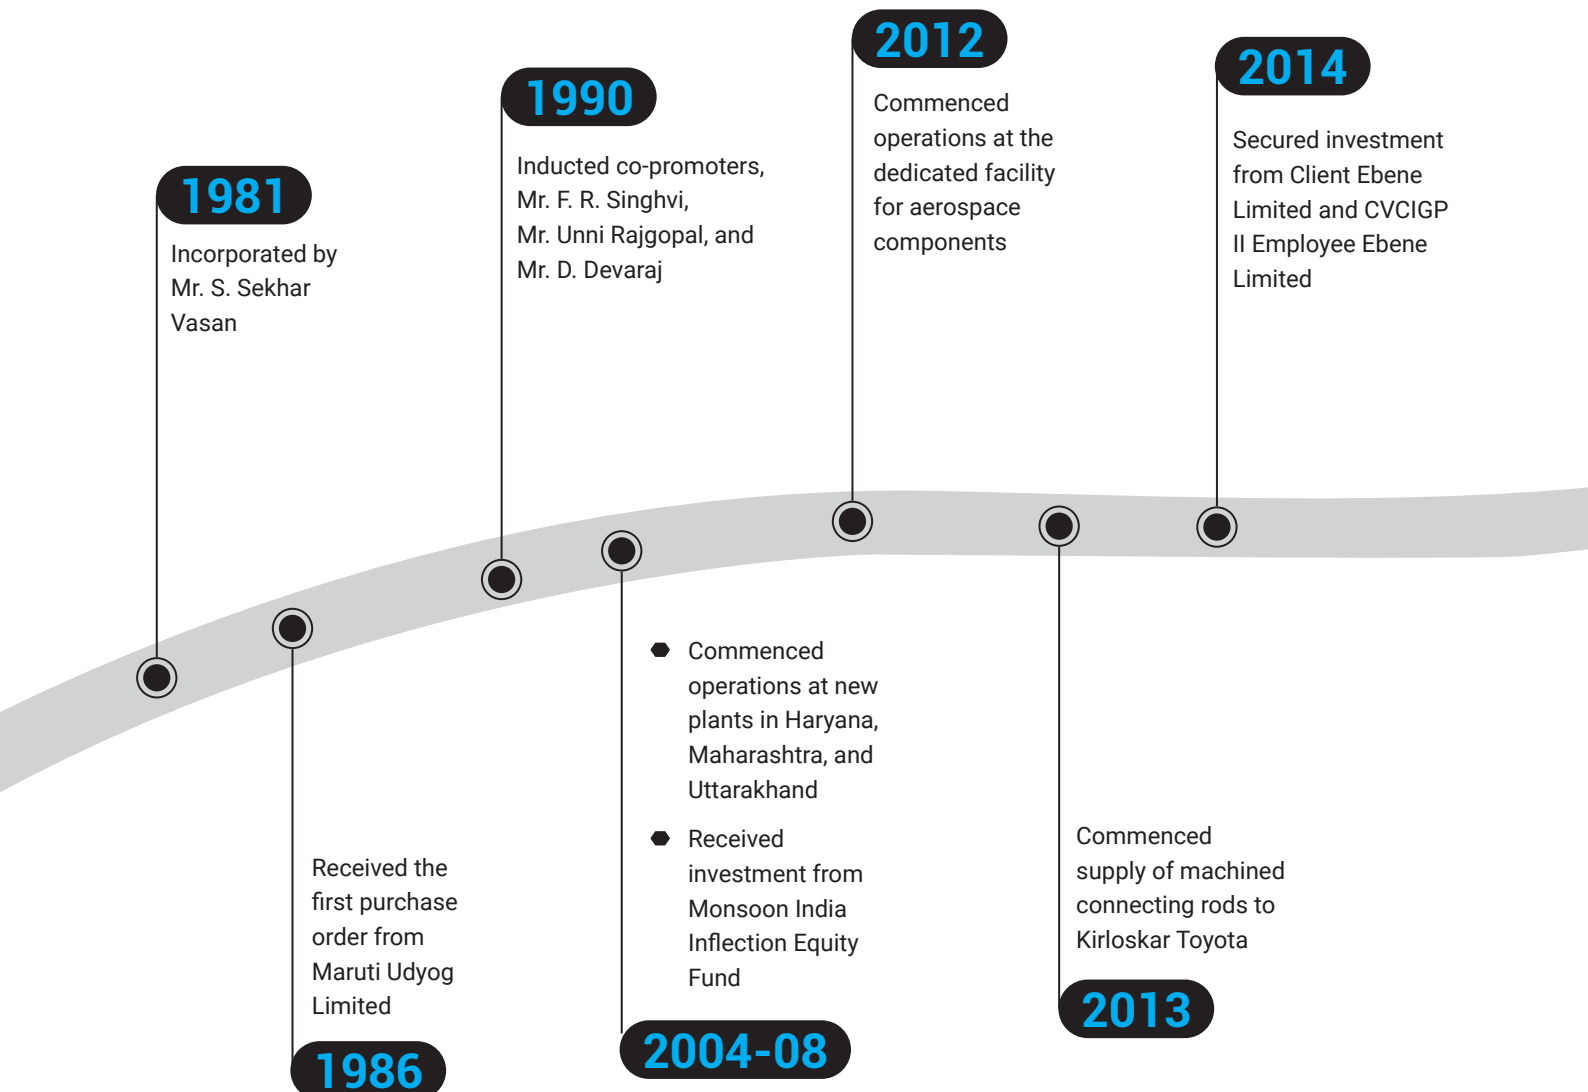 1981
Incorporated by
Mr. S. Sekhar
Vasan
Received the
first purchase
order from
Maruti Udyog
Limited
1986
1990
Inducted co-promoters,
Mr. F. R. Singhvi,
Mr. Unni Rajgopal, and
Mr. D. Devaraj
Commenced
operations at new
plants in Haryana,
Maharashtra, and
Uttarakhand
Received
investment from
Monsoon India
Inflection Equity
Fund
2004-08
2012
Commenced
operations at the
dedicated facility
for aerospace
components
Commenced
supply of machined
connecting rods to
Kirloskar Toyota
2013
2014
Secured investment
from Client Ebene
Limited and CVCIGP
II Employee Ebene
Limited